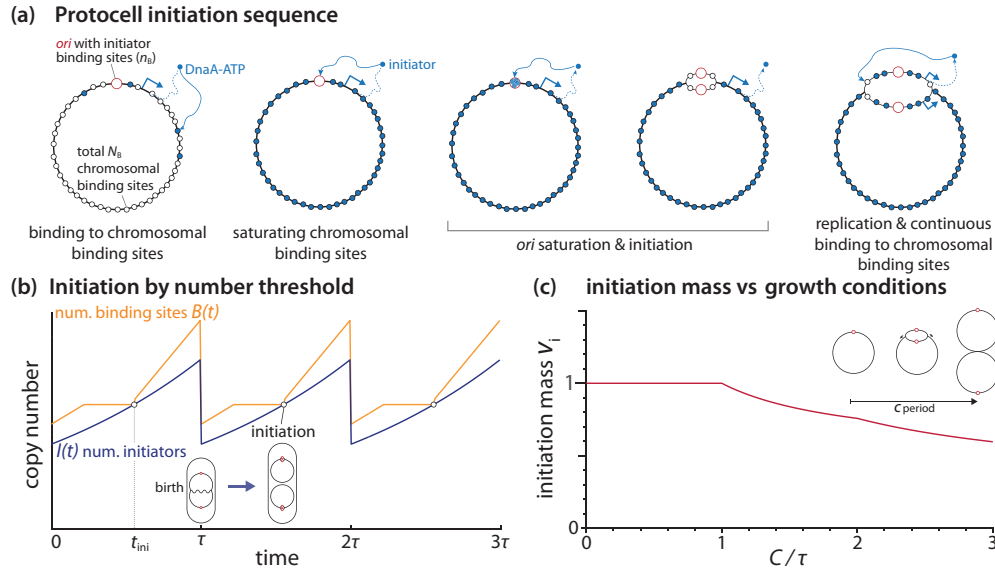 (a) Protocell initiation sequence
ori with initiator
binding sites (nB)
DnaA-ATP
total NB
chromosomal
binding sites
initiator
binding to chromosomal
binding sites
saturating chromosomal
binding sites
ori saturation & initiation
replication & continuous
binding to chromosomal
binding sites
(b) Initiation by number threshold
num. binding sites B(t)
I(t) num. initiators
initiation
birth
copy number
0
tini
τ
2τ
3τ
time
(c) initiation mass vs growth conditions
C period
initiation mass Vi
1
0
0
1
2
3
C/τ